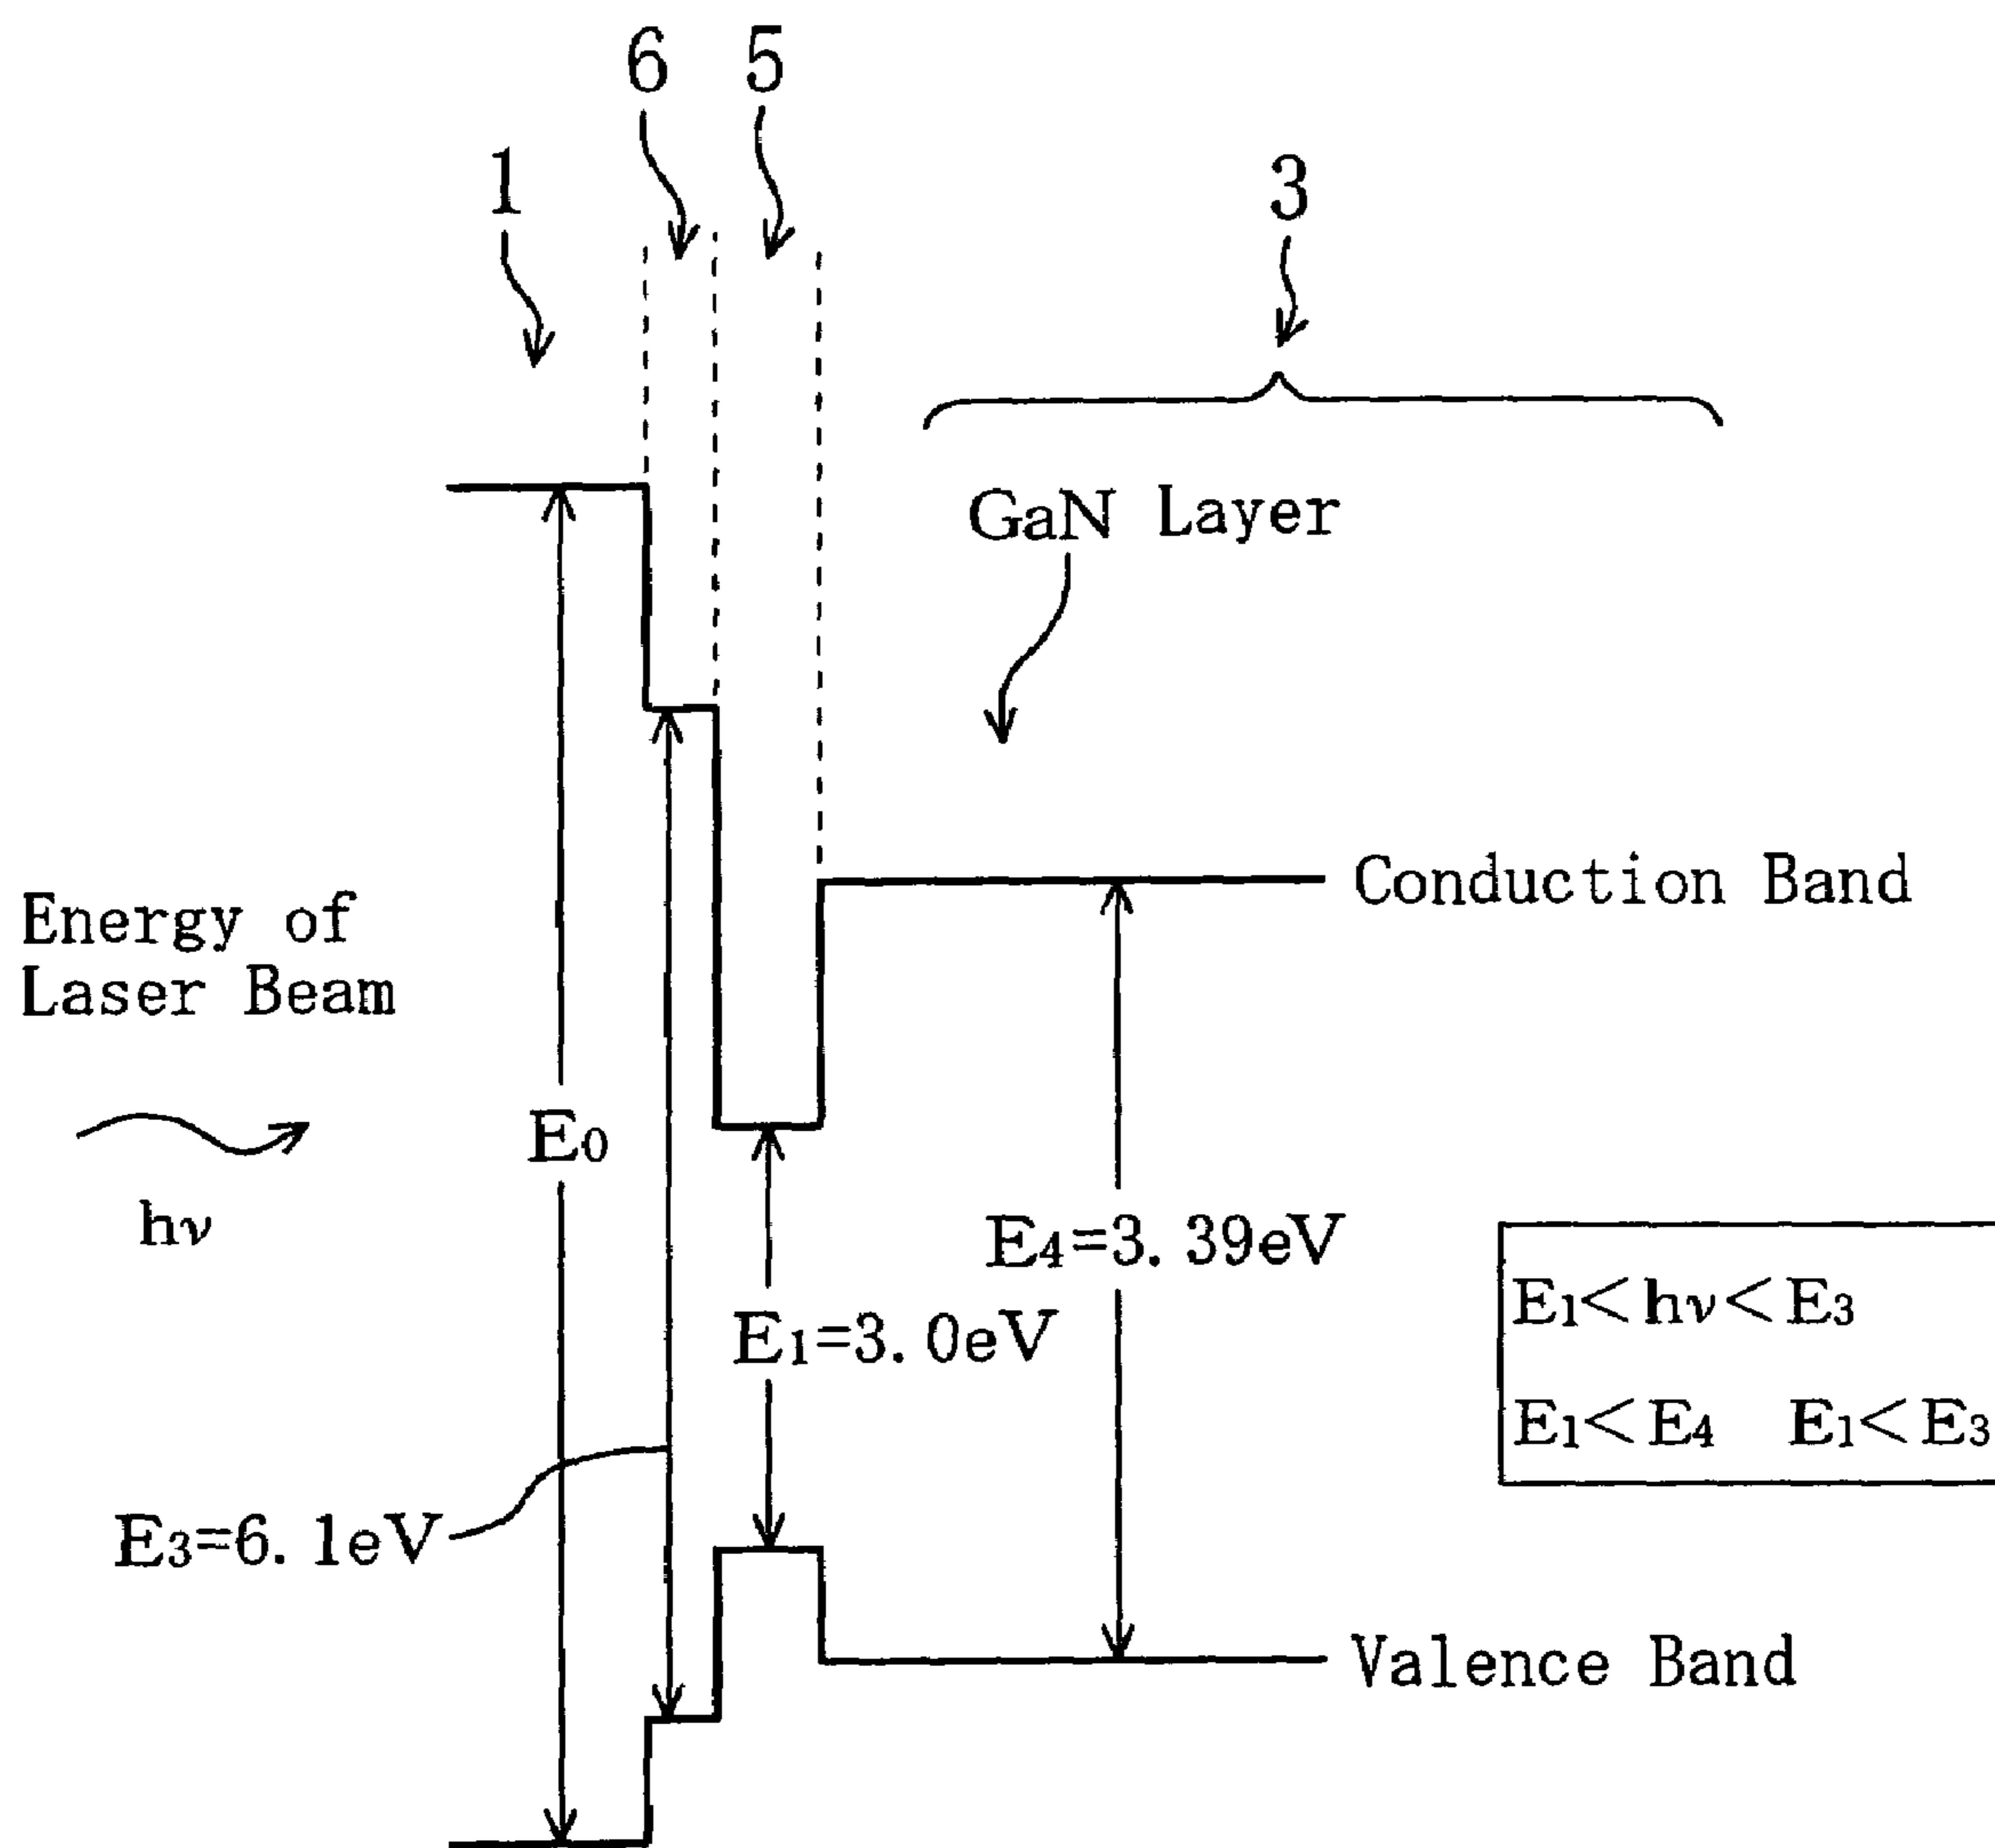 6 5
1
3
GaN Layer
Conduction Band
Energy of
Laser Beam
E₀
hν
E₄=3.39eV
E₁=3.0eV
E₁<hν<E₃
E₁<E₄ E₁<E₃
E₃=6.1eV
Valence Band